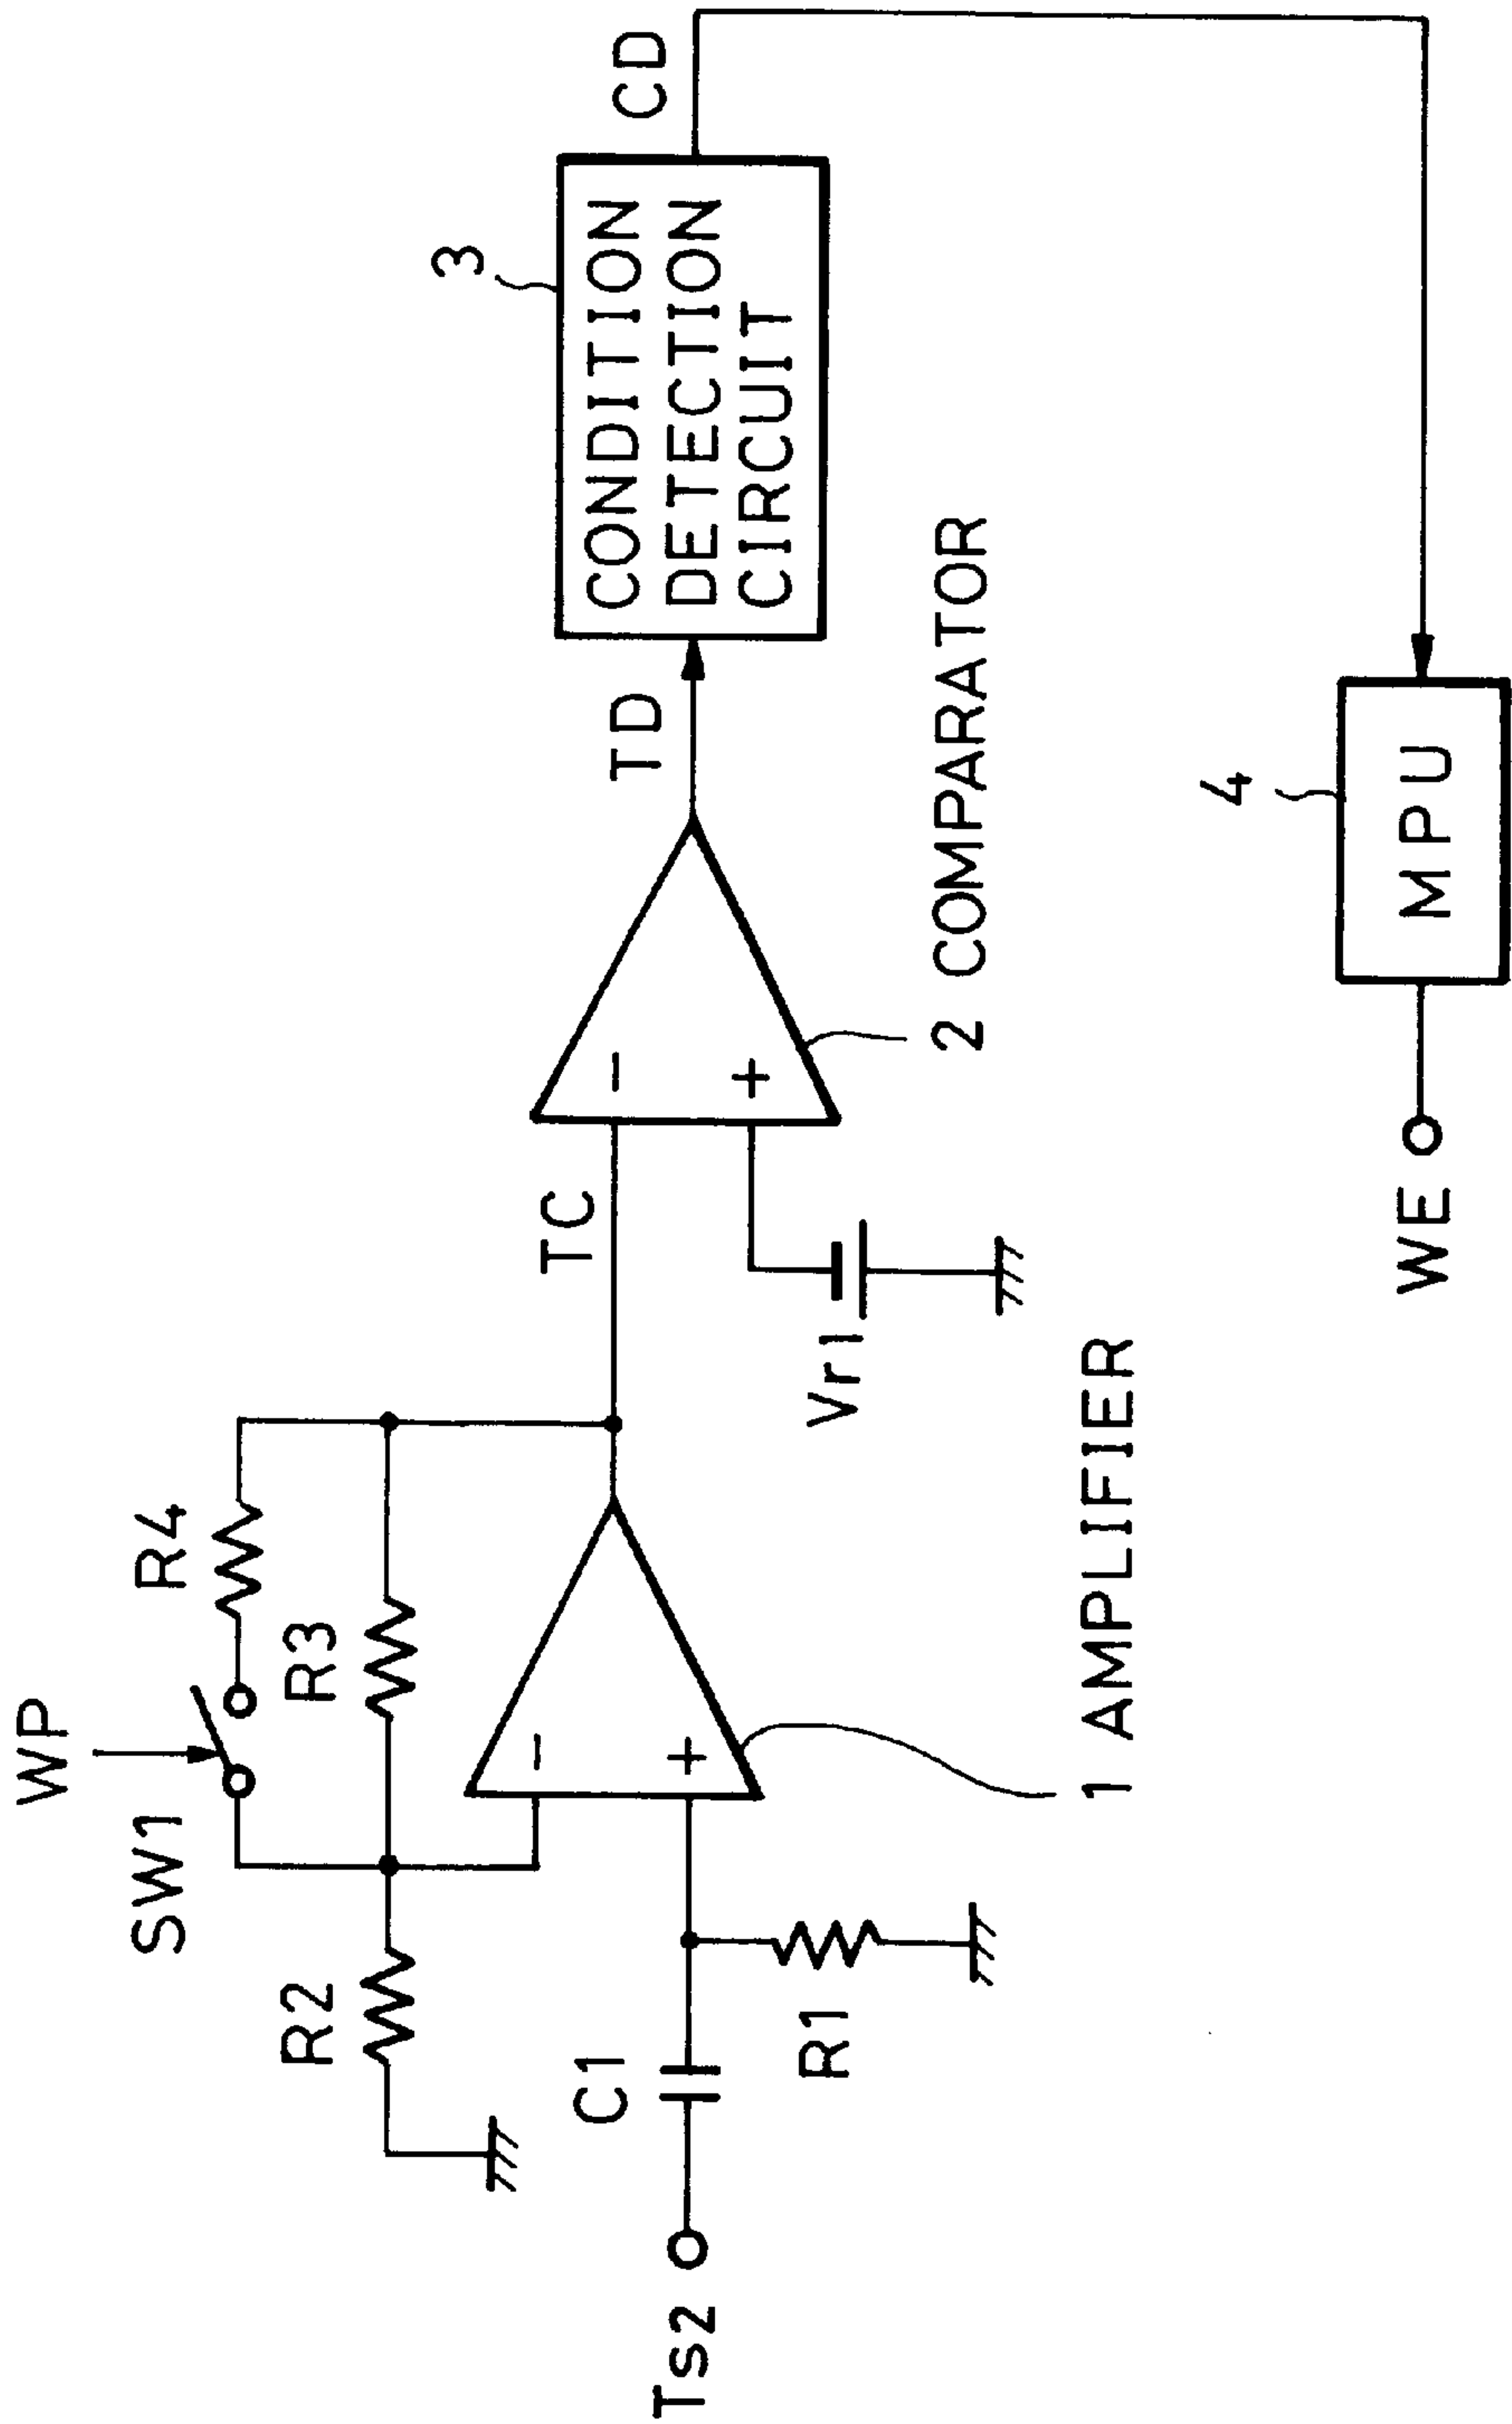 WP
SW1
R4
R2
R3
C1
Ts2
R1
1 AMPLIFIER
TC
Vr1
-
+
-
+
2 COMPARATOR
TD
3
CONDITION
DETECTION
CIRCUIT
CD
4
MPU
WE